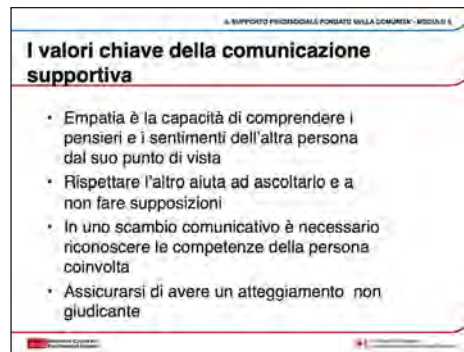 IL SUPPORTO PSICOSOCIALE FONDATO SULLA COMUNITA' - MODULO 5
I valori chiave della comunicazione
supportiva
• Empatia è la capacità di comprendere i
pensieri e i sentimenti dell'altra persona
dal suo punto di vista
• Rispettare l'altro aiuta ad ascoltarlo e a
non fare supposizioni
• In uno scambio comunicativo è necessario
riconoscere le competenze della persona
coinvolta
• Assicurarsi di avere un atteggiamento non
giudicante